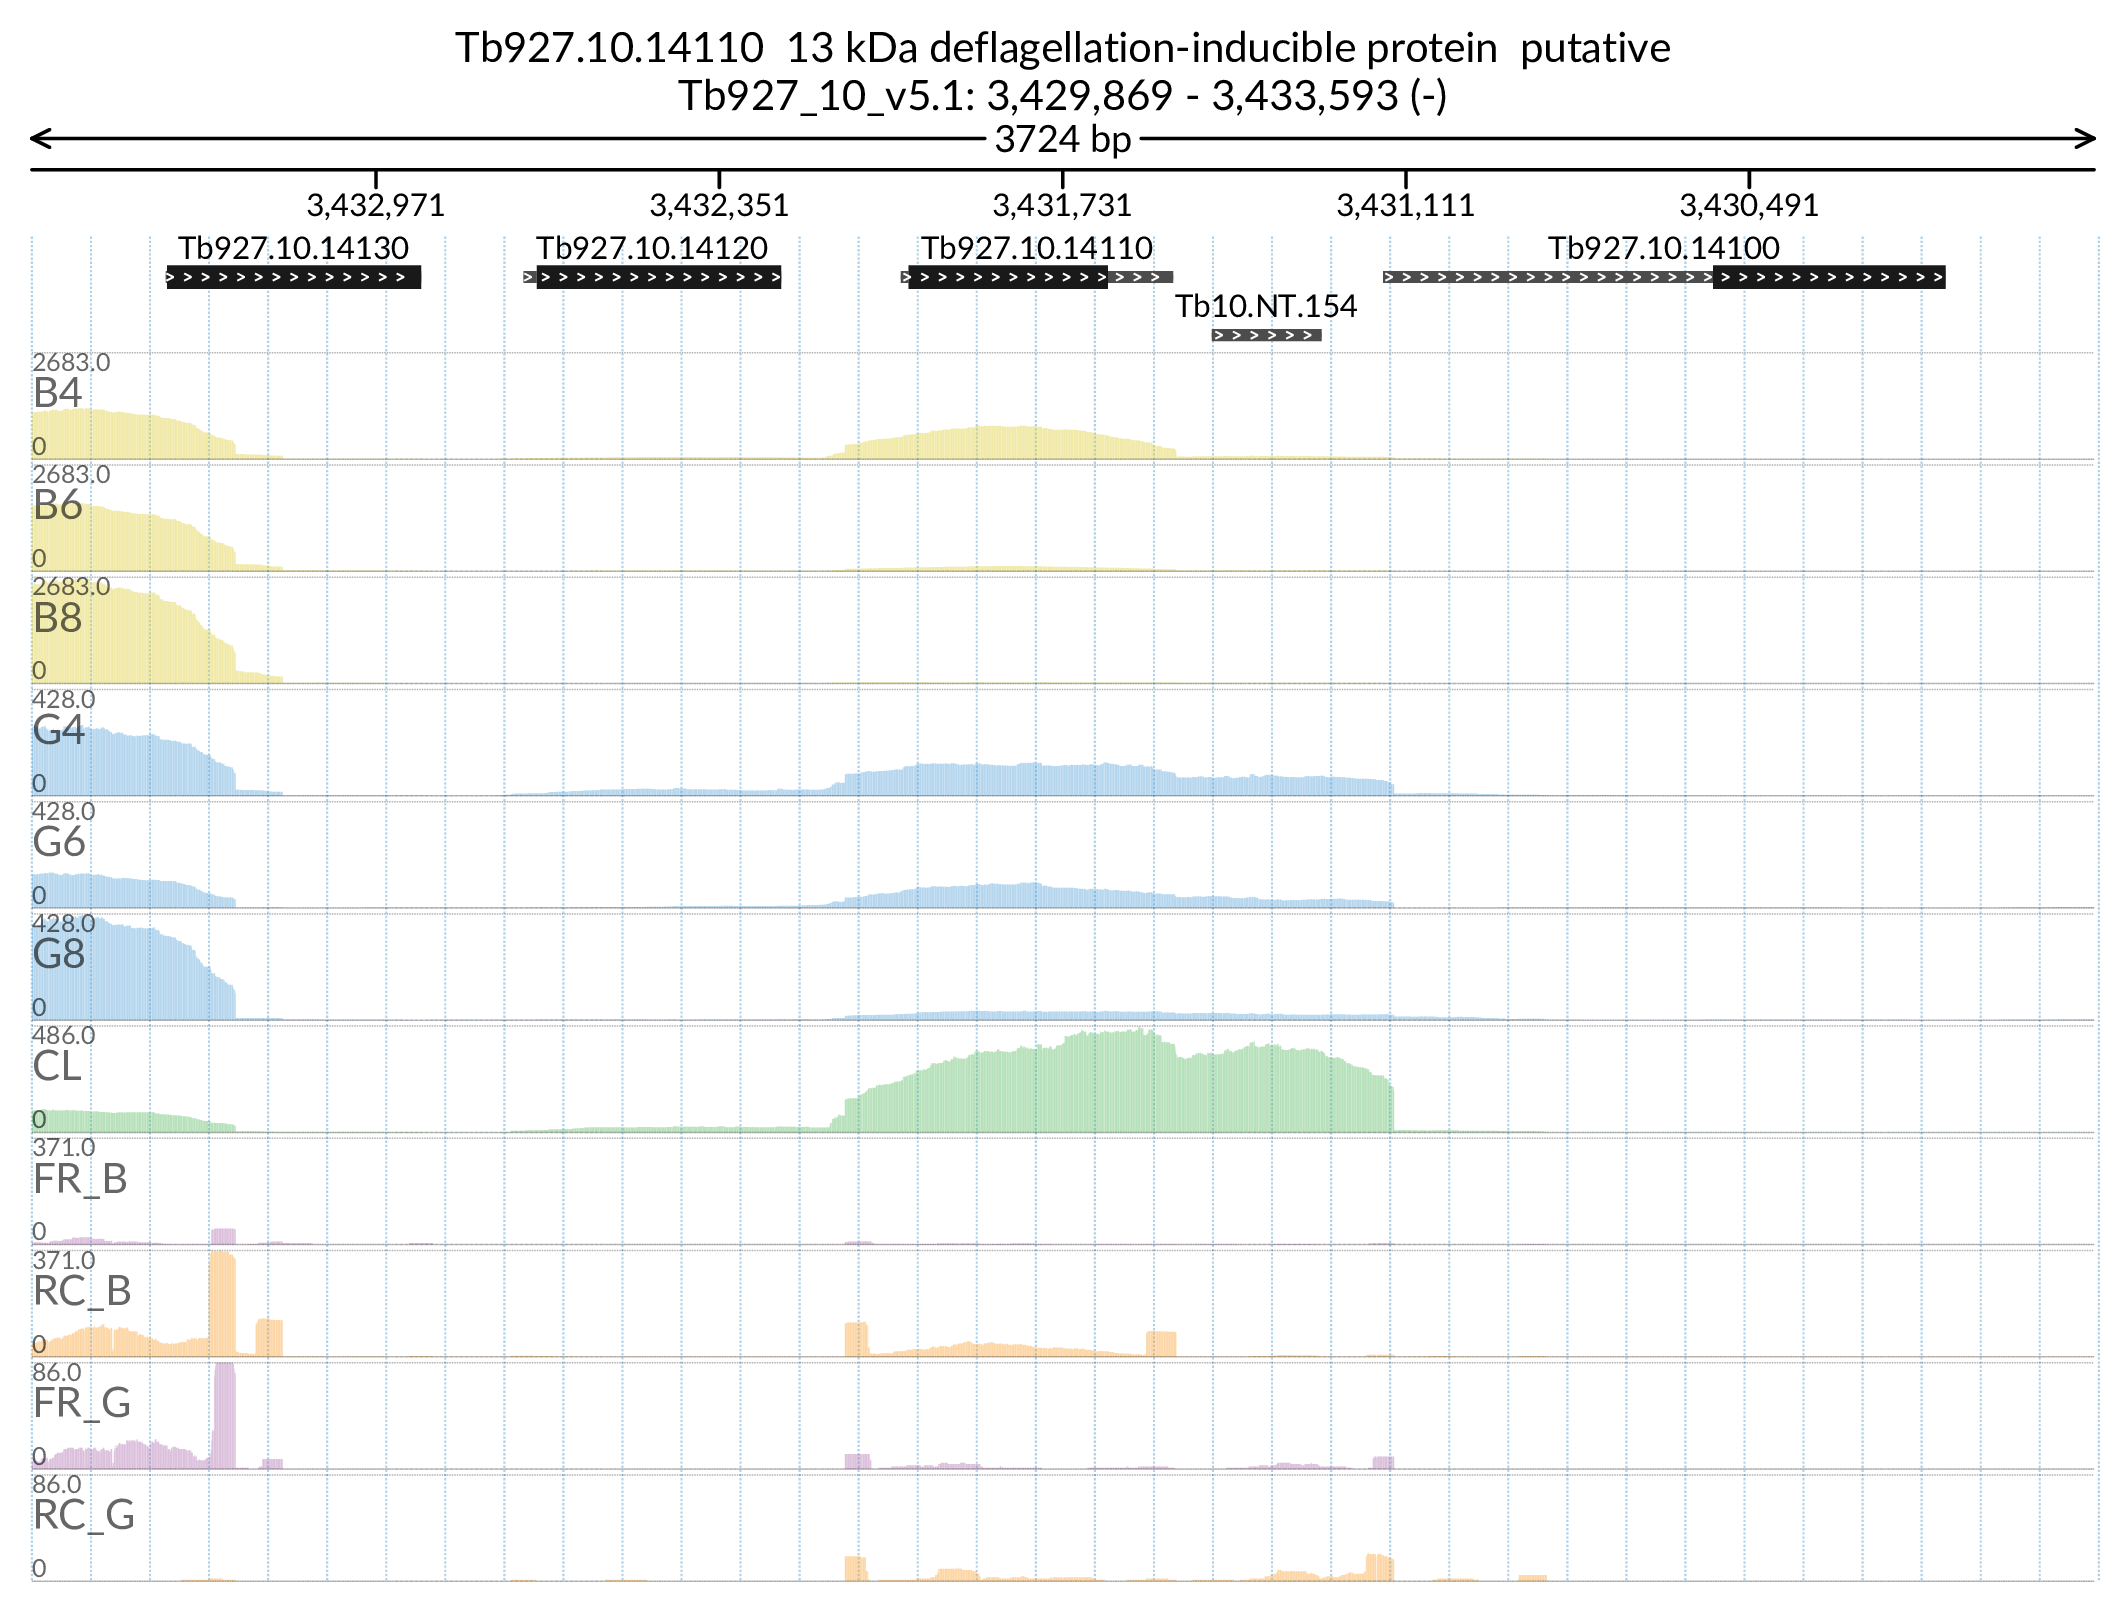 Tb927.10.14110  13 kDa deflagellation-inducible protein  putative
Tb927_10_v5.1: 3,429,869 - 3,433,593 (-)
3724 bp
3,432,971 3,432,351 3,431,731 3,431,111 3,430,491
Tb927.10.14130 Tb927.10.14120 Tb927.10.14110 Tb927.10.14100
Tb10.NT.154
2683.0
B4
0
2683.0
B6
0
2683.0
B8
0
428.0
G4
0
428.0
G6
0
428.0
G8
0
486.0
CL
0
371.0
FR_B
0
371.0
RC_B
0
86.0
FR_G
0
86.0
RC_G
0